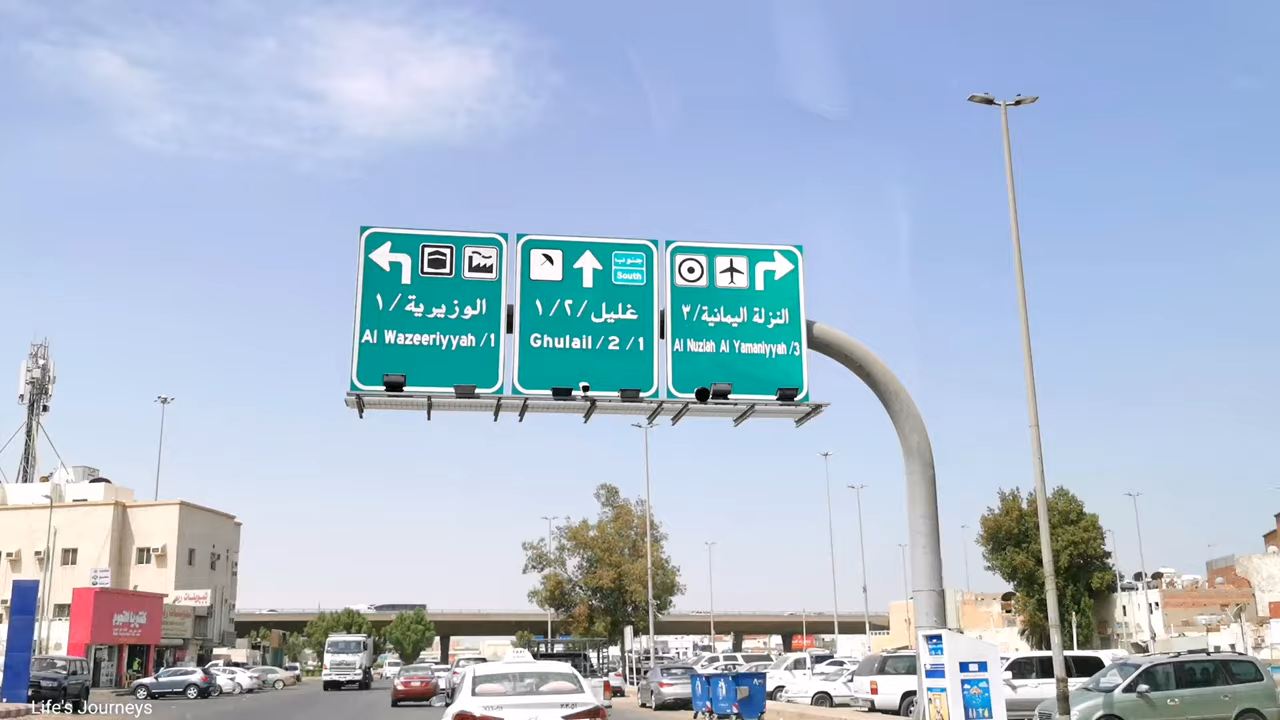 الوزيرية /١
Al Wazeeriyyah /1
جنوب
South
غليل /٢/١
Ghulail / 2 / 1
النزلة اليمانية/٣
Al Nuzlah Al Yamaniyyah /3
Life's Journeys